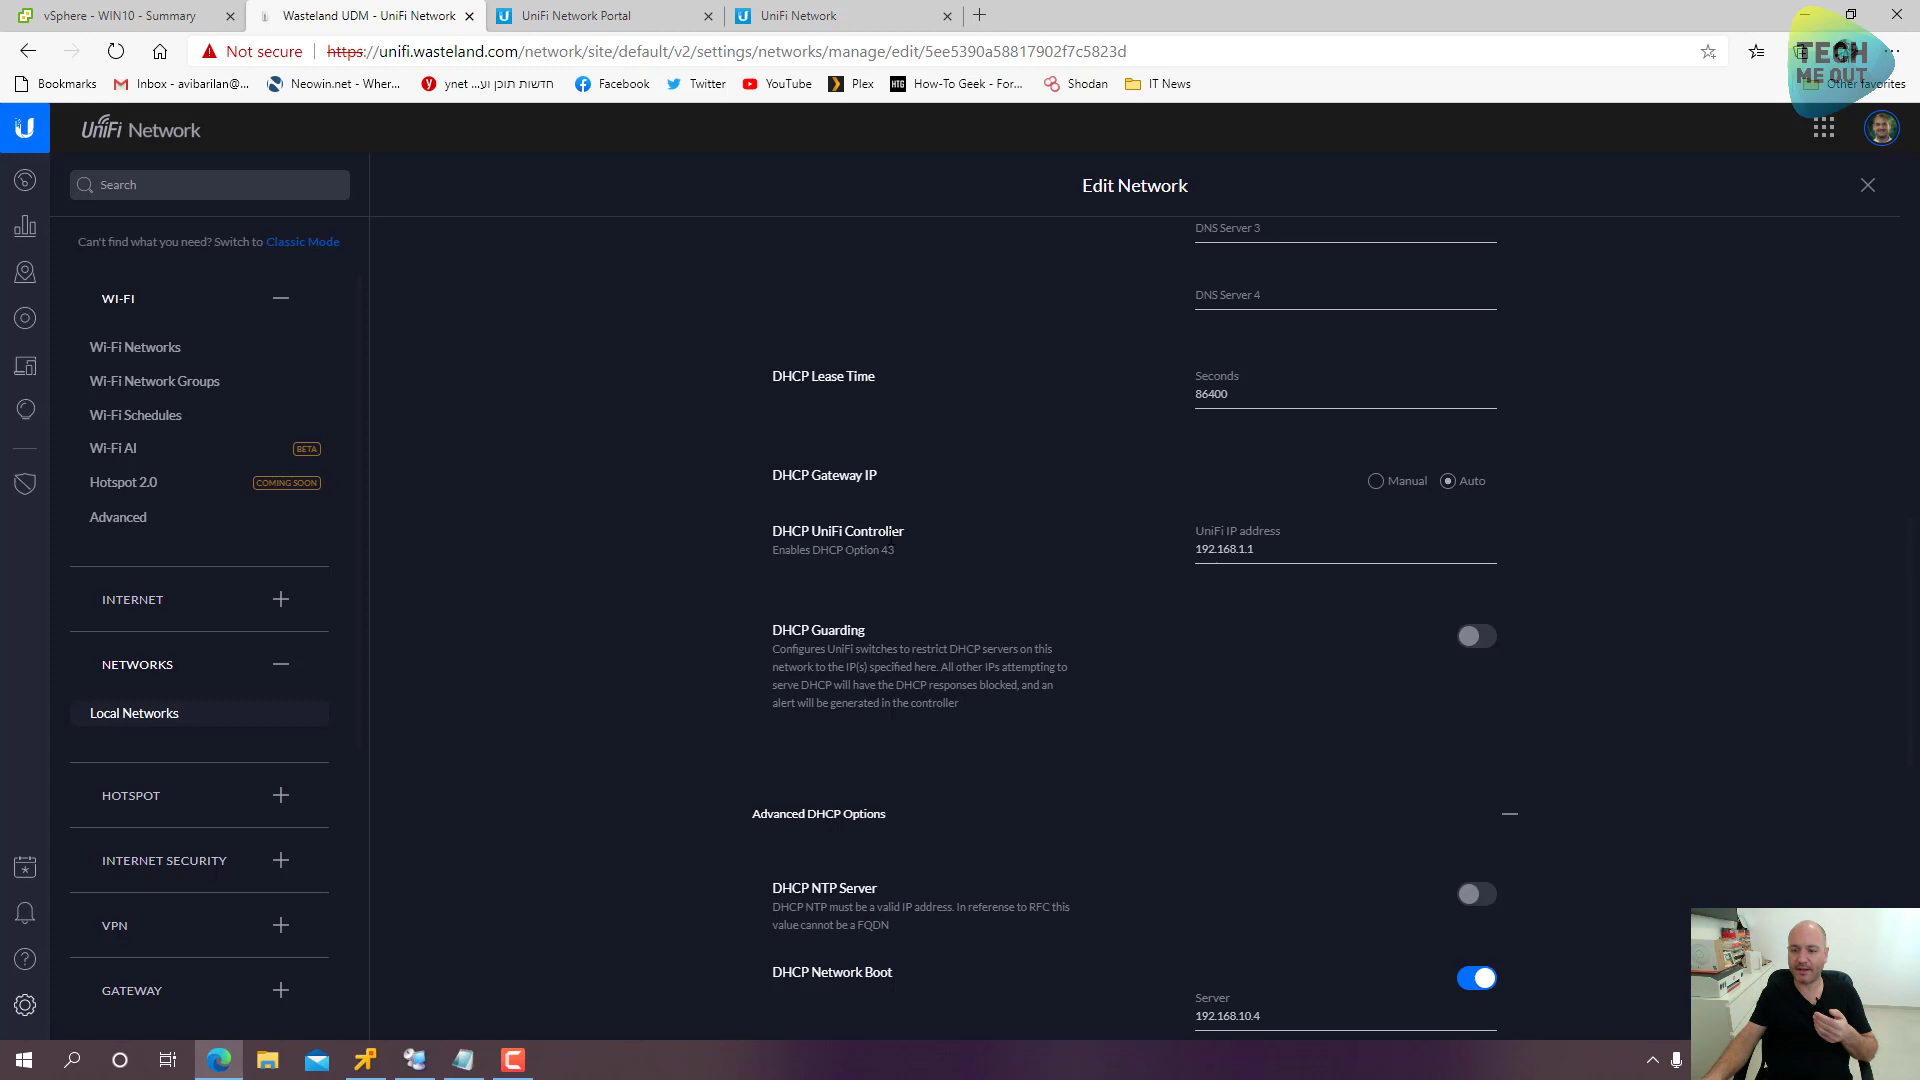 vSphere - WIN10 - Summary
Wasteland UDM - UniFi Network
UniFi Network Portal
UniFi Network
Not secure
https://unifi.wasteland.com/network/site/default/v2/settings/networks/manage/edit/5ee5390a58817902f7c5823d
TECH
ME OUT
Bookmarks
Inbox - avibarilan@...
Neowin.net - Wher...
ynet ...חדשות תוכן וע
Facebook
Twitter
YouTube
Plex
HTG
How-To Geek - For...
Shodan
IT News
Other favorites
UniFi Network
Search
Edit Network
Can't find what you need? Switch to Classic Mode
WI-FI
Wi-Fi Networks
Wi-Fi Network Groups
Wi-Fi Schedules
Wi-Fi AI
BETA
Hotspot 2.0
COMING SOON
Advanced
INTERNET
NETWORKS
Local Networks
HOTSPOT
INTERNET SECURITY
VPN
GATEWAY
DNS Server 3
DNS Server 4
DHCP Lease Time
Seconds
86400
DHCP Gateway IP
Manual
Auto
DHCP UniFi Controller
Enables DHCP Option 43
UniFi IP address
192.168.1.1
DHCP Guarding
Configures UniFi switches to restrict DHCP servers on this
network to the IP(s) specified here. All other IPs attempting to
serve DHCP will have the DHCP responses blocked, and an
alert will be generated in the controller
Advanced DHCP Options
DHCP NTP Server
DHCP NTP must be a valid IP address. In referense to RFC this
value cannot be a FQDN
DHCP Network Boot
Server
192.168.10.4